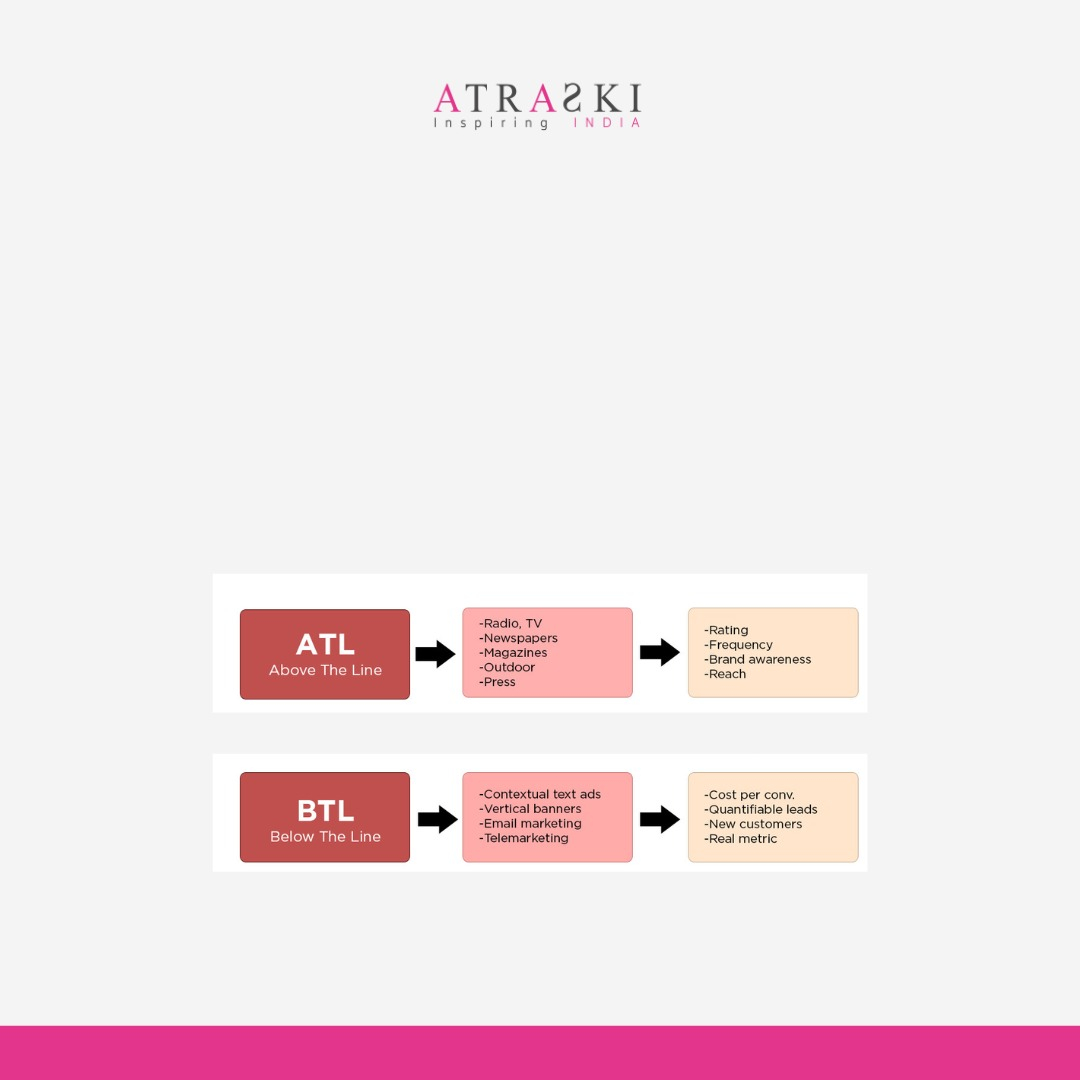 ATRASKI
Inspiring INDIA
ATL
Above The Line
-Radio, TV
-Newspapers
-Magazines
-Outdoor
-Press
-Rating
-Frequency
-Brand awareness
-Reach
BTL
Below The Line
-Contextual text ads
-Vertical banners
-Email marketing
-Telemarketing
-Cost per conv.
-Quantifiable leads
-New customers
-Real metric